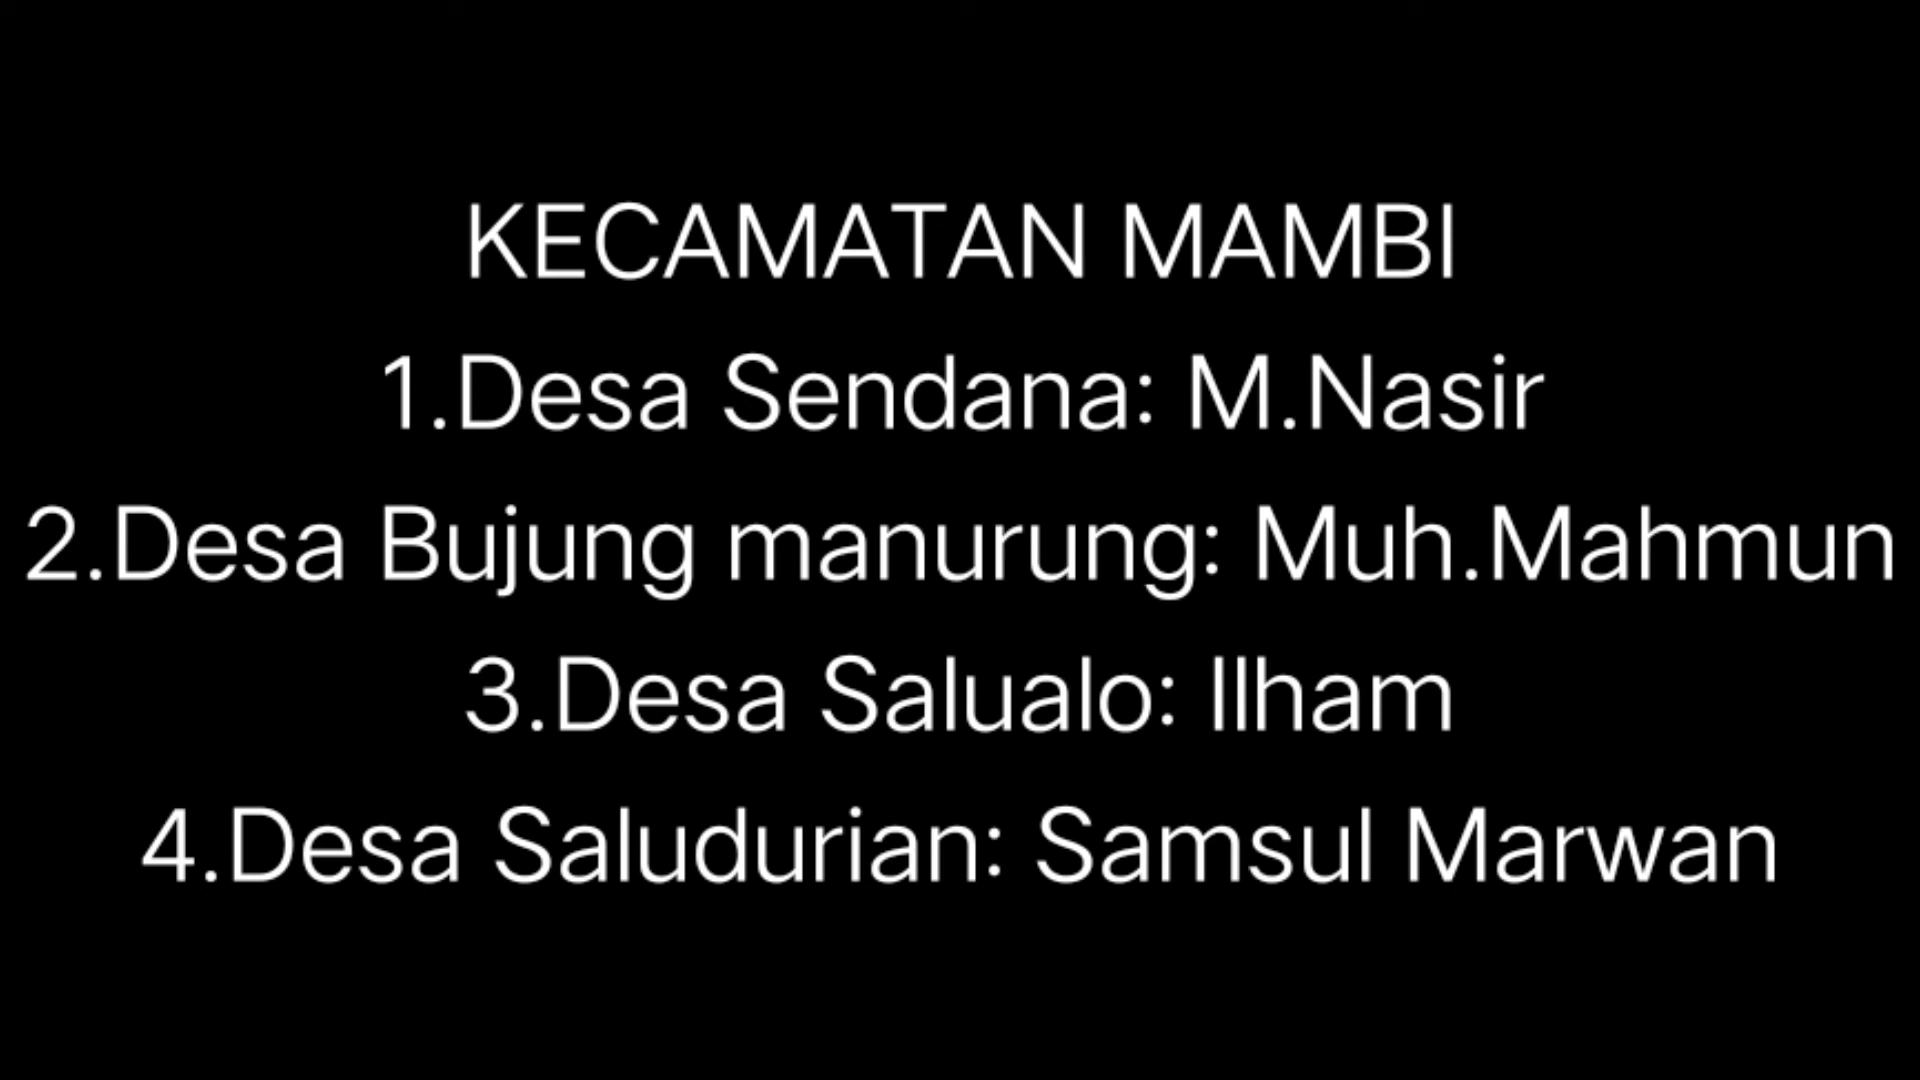 KECAMATAN MAMBI
1.Desa Sendana: M.Nasir
2.Desa Bujung manurung: Muh.Mahmun
3.Desa Salualo: Ilham
4.Desa Saludurian: Samsul Marwan